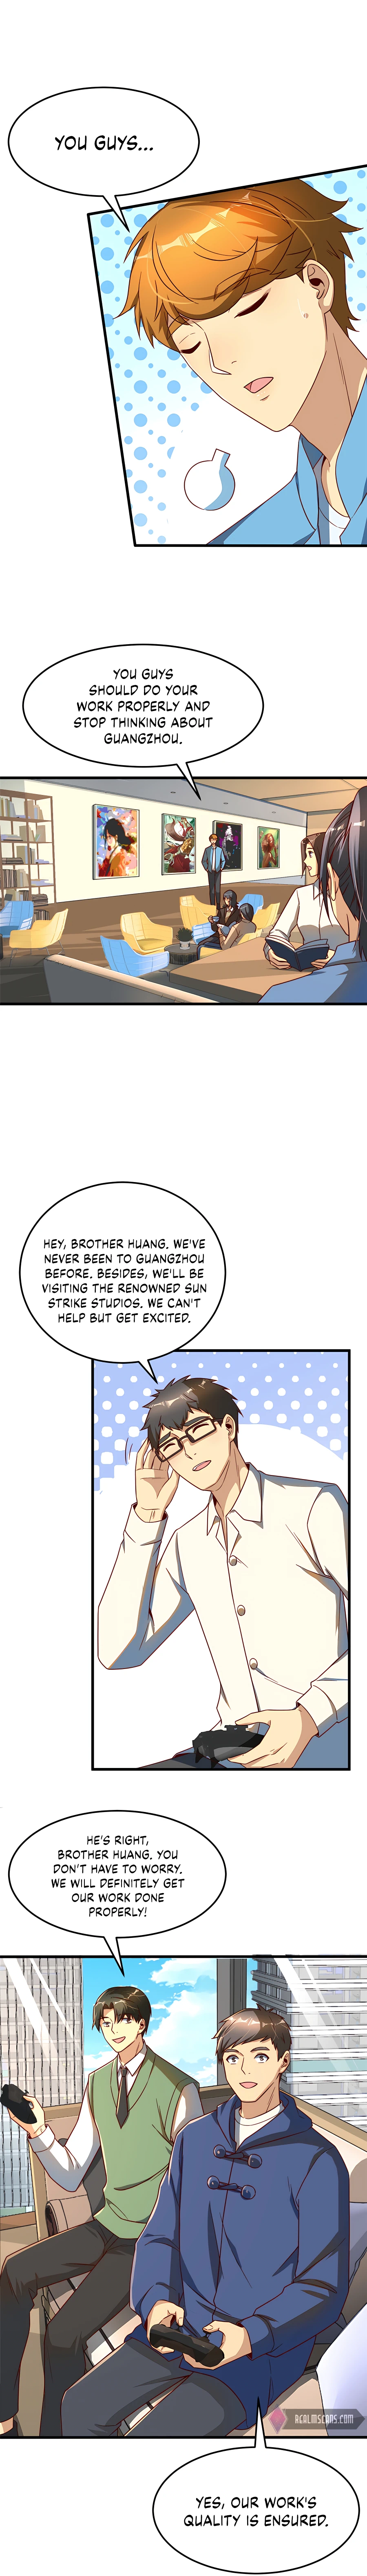 YOU GUYS...
YOU GUYS
SHOULD DO YOUR
WORK PROPERLY AND
STOP THINKING ABOUT
GUANGZHOU.
HEY, BROTHER HUANG. WE'VE
NEVER BEEN TO GUANGZHOU
BEFORE. BESIDES, WE'LL BE
VISITING THE RENOWNED SUN
STRIKE STUDIOS. WE CAN'T
HELP BUT GET EXCITED.
HE'S RIGHT,
BROTHER HUANG. YOU
DON'T HAVE TO WORRY.
WE WILL DEFINITELY GET
OUR WORK DONE
PROPERLY!
REALMSCANS.COM
YES, OUR WORK'S
QUALITY IS ENSURED.